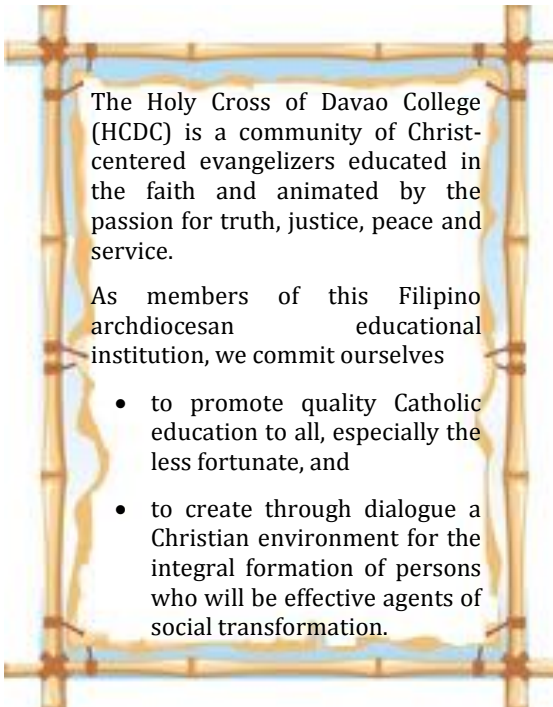 The Holy Cross of Davao College
(HCDC) is a community of Christ-
centered evangelizers educated in
the faith and animated by the
passion for truth, justice, peace and
service.
As members of this Filipino
archdiocesan educational
institution, we commit ourselves
• to promote quality Catholic
education to all, especially the
less fortunate, and
• to create through dialogue a
Christian environment for the
integral formation of persons
who will be effective agents of
social transformation.